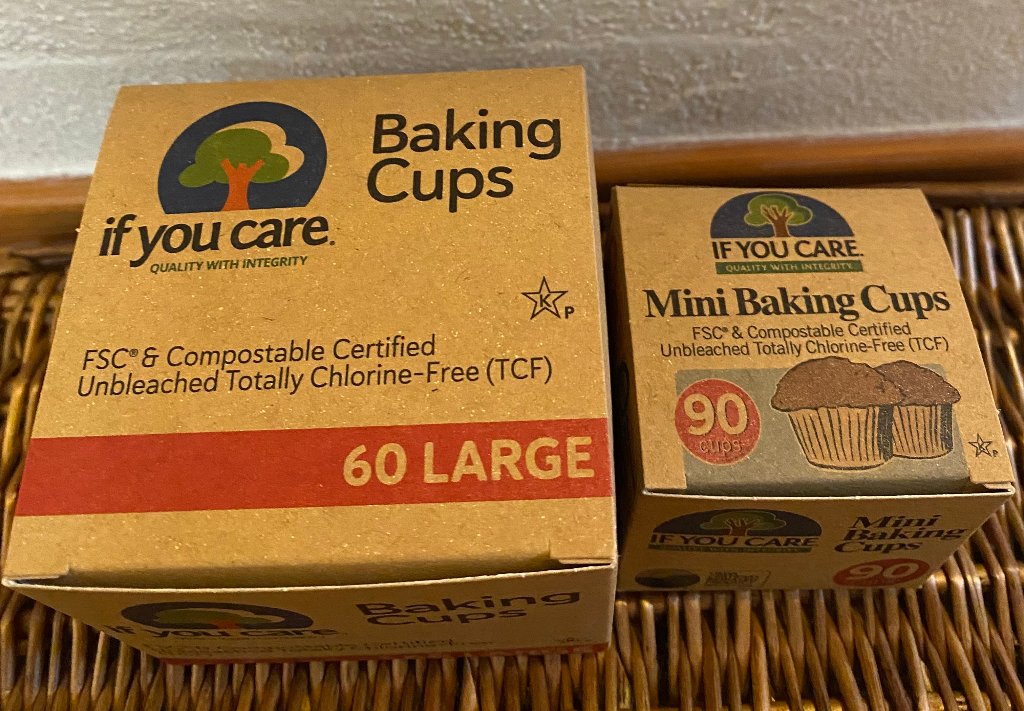 Baking
Cups
if you care.
QUALITY WITH INTEGRITY
K
P
FSC® & Compostable Certified
Unbleached Totally Chlorine-Free (TCF)
60 LARGE
if you care
Baking
Cups
IF YOU CARE.
QUALITY WITH INTEGRITY
Mini Baking Cups
FSC® & Compostable Certified
Unbleached Totally Chlorine-Free (TCF)
90
cups
K
P
IF YOU CARE
Mini
Baking
Cups
90